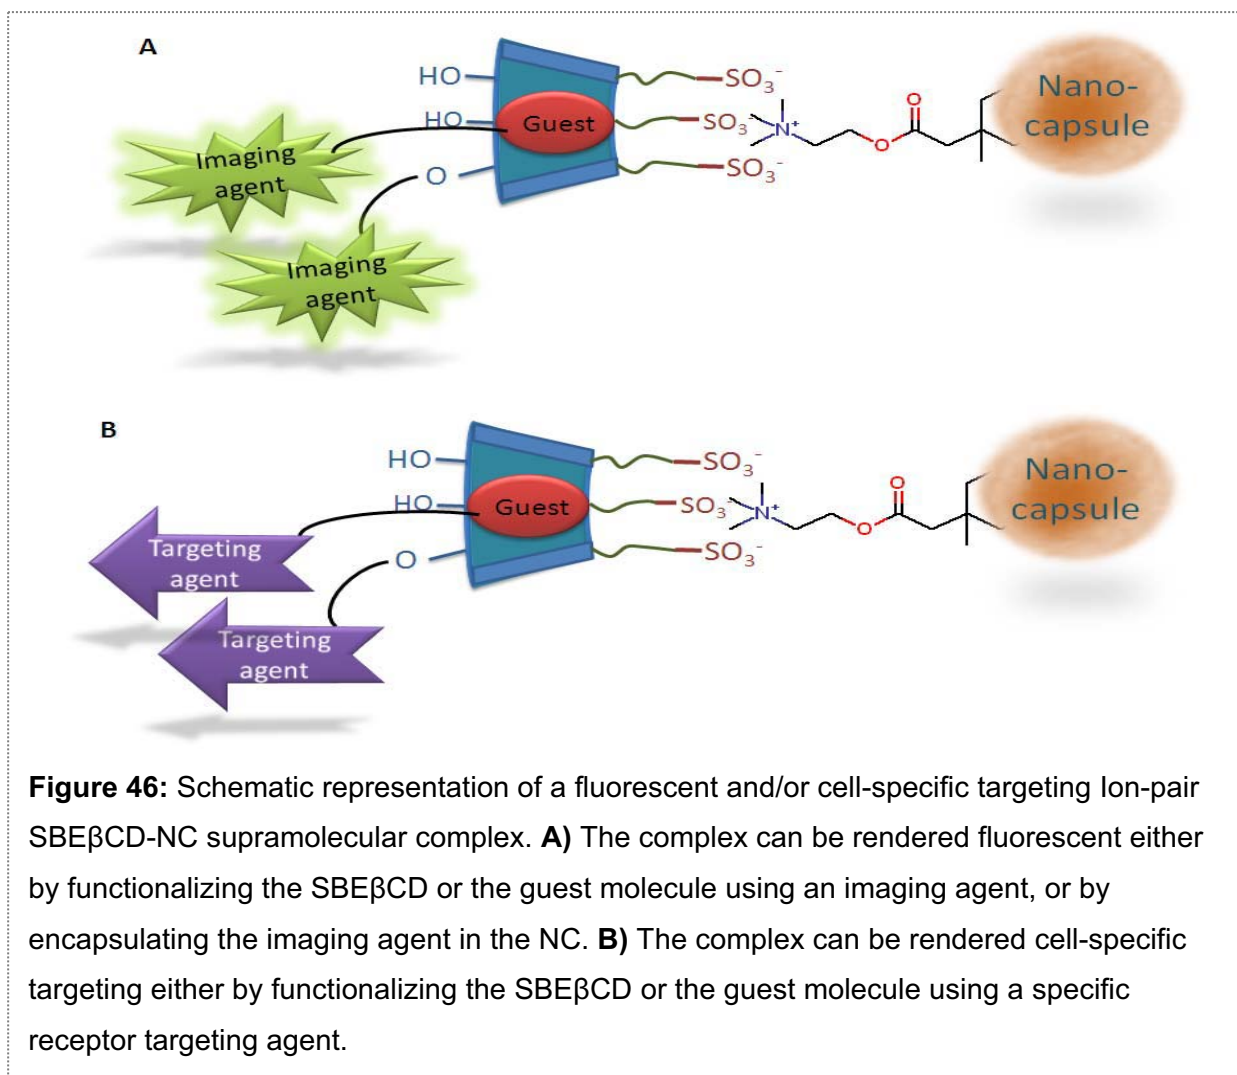 A
HO
SO3-
Nano-
capsule
HO
Guest
SO3-
N+
O
O
Imaging
agent
O
SO3-
Imaging
agent
B
HO
SO3-
Nano-
capsule
HO
Guest
SO3-
N+
O
O
Targeting
agent
O
SO3-
Targeting
agent
Figure 46: Schematic representation of a fluorescent and/or cell-specific targeting Ion-pair
SBEβCD-NC supramolecular complex. A) The complex can be rendered fluorescent either
by functionalizing the SBEβCD or the guest molecule using an imaging agent, or by
encapsulating the imaging agent in the NC. B) The complex can be rendered cell-specific
targeting either by functionalizing the SBEβCD or the guest molecule using a specific
receptor targeting agent.